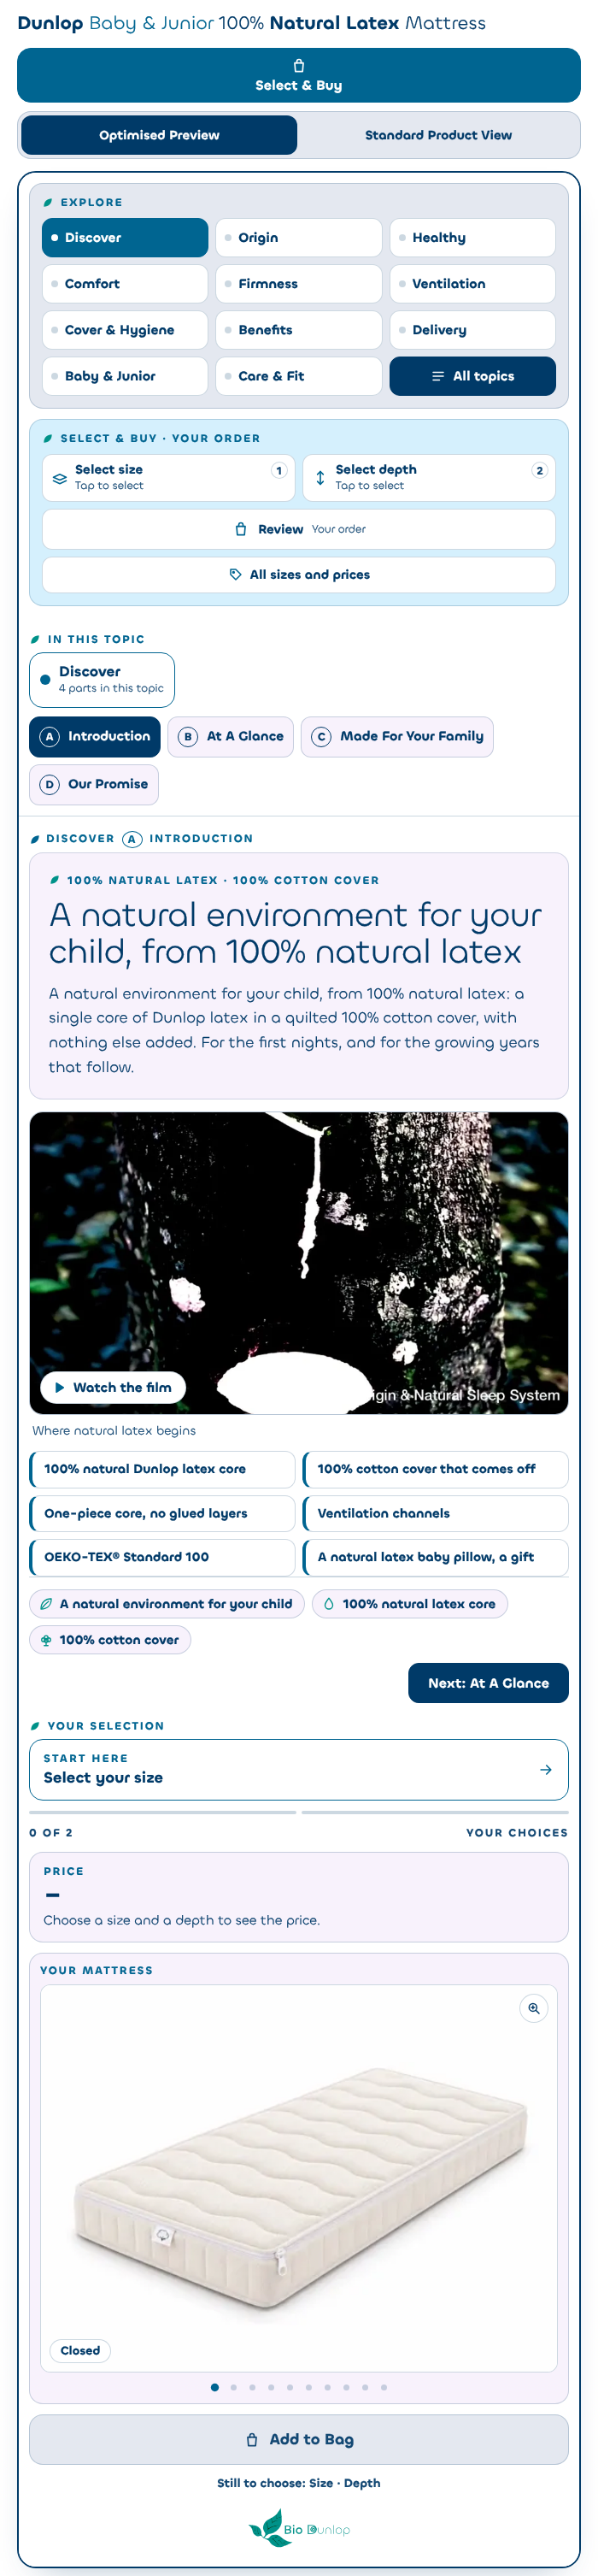 Dunlop Baby & Junior 100% Natural Latex Mattress
Select & Buy
Optimised Preview
Standard Product View
EXPLORE
Discover
Origin
Healthy
Comfort
Firmness
Ventilation
Cover & Hygiene
Benefits
Delivery
Baby & Junior
Care & Fit
All topics
SELECT & BUY · YOUR ORDER
Select size
Tap to select
1
Select depth
Tap to select
2
Review Your order
All sizes and prices
IN THIS TOPIC
Discover
4 parts in this topic
A Introduction
B At A Glance
C Made For Your Family
D Our Promise
DISCOVER A INTRODUCTION
100% NATURAL LATEX · 100% COTTON COVER
A natural environment for your
child, from 100% natural latex
A natural environment for your child, from 100% natural latex: a
single core of Dunlop latex in a quilted 100% cotton cover, with
nothing else added. For the first nights, and for the growing years
that follow.
Watch the film
& Natural Sleep System
Where natural latex begins
100% natural Dunlop latex core
100% cotton cover that comes off
One-piece core, no glued layers
Ventilation channels
OEKO-TEX® Standard 100
A natural latex baby pillow, a gift
A natural environment for your child
100% natural latex core
100% cotton cover
Next: At A Glance
YOUR SELECTION
START HERE
Select your size
0 OF 2
YOUR CHOICES
PRICE
–
Choose a size and a depth to see the price.
YOUR MATTRESS
Closed
Add to Bag
Still to choose: Size · Depth
Bio Dunlop